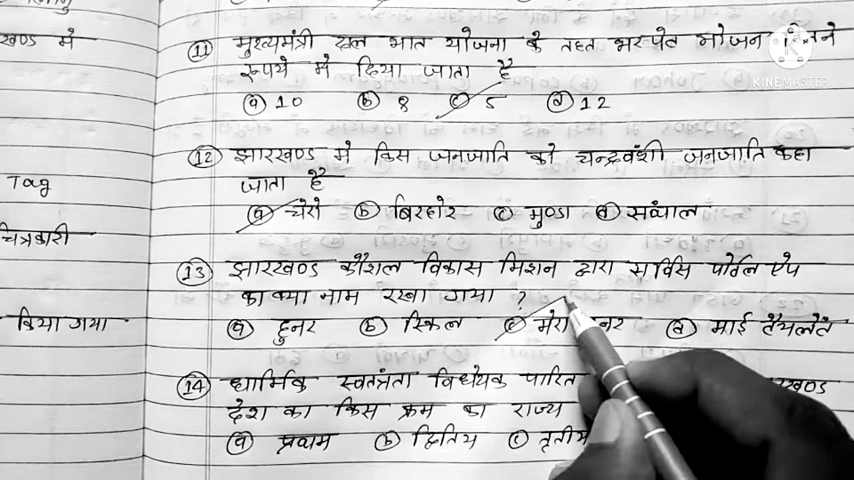 खण्ड मे
⑪ मुख्यमंत्री दाल भात योजना के तहत भरपेट भोजन कितने
रूपये मे दिया जाता है
ⓐ 10 ⓑ 8 ⓒ 5 ⓓ 12
⑫ झारखण्ड मे किस जनजाति को चन्द्रवंशी जनजाति कहा
Tag
जाता है
ⓐ चेरो ⓑ बिरहोर ⓒ मुण्डा ⓓ संथाल
चित्रकारी
⑬ झारखण्ड कौशल विकास मिशन द्वारा सर्विस पोर्टल ऐप
का क्या नाम रखा गया ?
किया गया
ⓐ हुनर ⓑ स्किल ⓒ मेरा हुनर ⓓ माई टैलेंट
⑭ धार्मिक स्वतंत्रता विधेयक पारित
देश का किस क्रम का राज्य
ⓐ प्रथम ⓑ द्वितिय ⓒ तृतीय
KINEMASTER